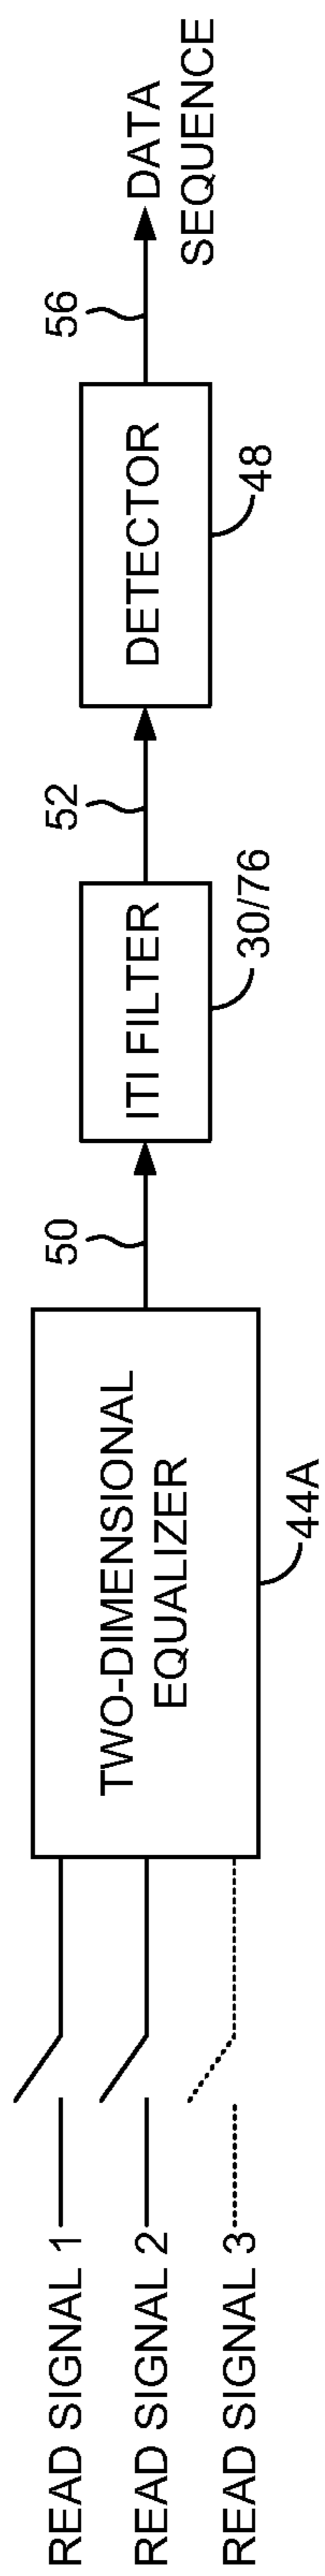 READ SIGNAL 1
READ SIGNAL 2
READ SIGNAL 3
TWO-DIMENSIONAL
EQUALIZER
44A
50
ITI FILTER
30/76
52
DETECTOR
48
56
DATA
SEQUENCE